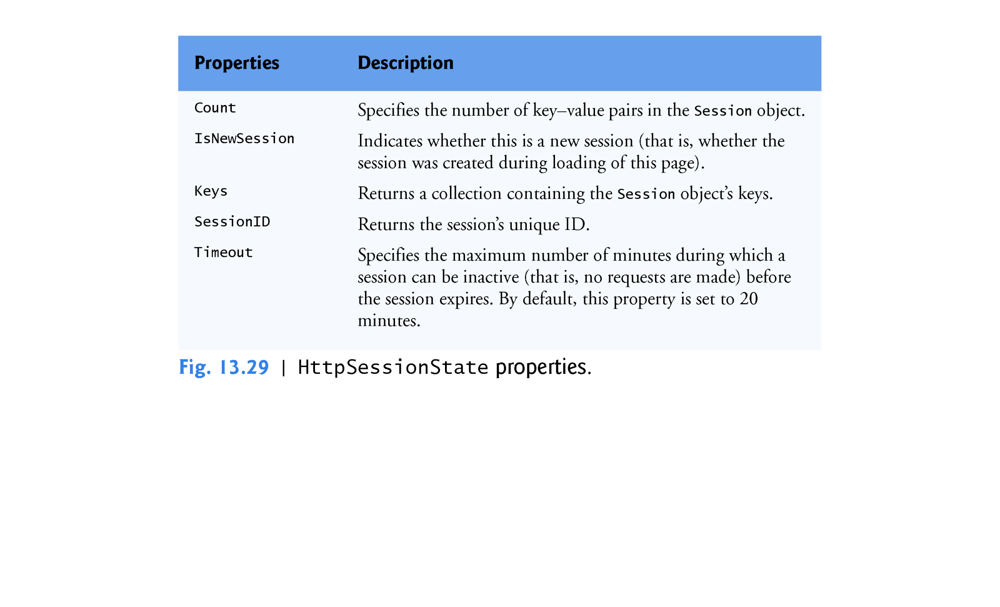 Properties Description
Count Specifies the number of key–value pairs in the Session object.
IsNewSession Indicates whether this is a new session (that is, whether the
session was created during loading of this page).
Keys Returns a collection containing the Session object’s keys.
SessionID Returns the session’s unique ID.
Timeout Specifies the maximum number of minutes during which a
session can be inactive (that is, no requests are made) before
the session expires. By default, this property is set to 20
minutes.
Fig. 13.29 | HttpSessionState properties.